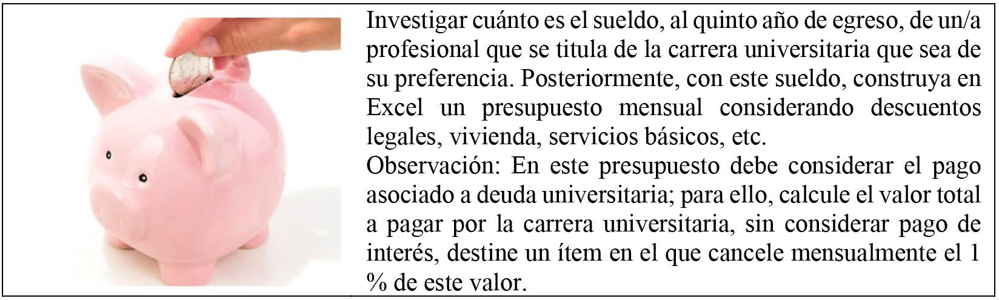 Investigar cuánto es el sueldo, al quinto año de egreso, de un/a
profesional que se titula de la carrera universitaria que sea de
su preferencia. Posteriormente, con este sueldo, construya en
Excel un presupuesto mensual considerando descuentos
legales, vivienda, servicios básicos, etc.
Observación: En este presupuesto debe considerar el pago
asociado a deuda universitaria; para ello, calcule el valor total
a pagar por la carrera universitaria, sin considerar pago de
interés, destine un ítem en el que cancele mensualmente el 1
% de este valor.